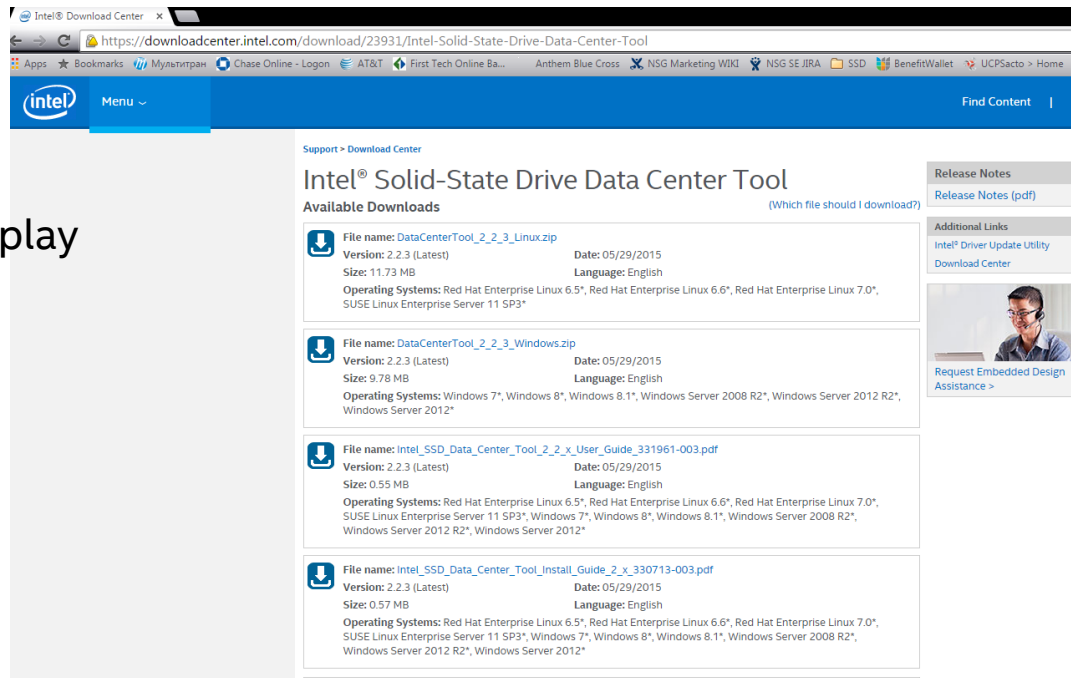 Intel® Download Center ×
https://downloadcenter.intel.com/download/23931/Intel-Solid-State-Drive-Data-Center-Tool
Apps Bookmarks Мультитран Chase Online - Logon AT&T First Tech Online Ba... Anthem Blue Cross NSG Marketing WIKI NSG SE JIRA SSD BenefitWallet UCPSacto > Home
intel Menu Find Content |
Support > Download Center
Intel® Solid-State Drive Data Center Tool
Available Downloads (Which file should I download?)
play
File name: DataCenterTool_2_2_3_Linux.zip
Version: 2.2.3 (Latest) Date: 05/29/2015
Size: 11.73 MB Language: English
Operating Systems: Red Hat Enterprise Linux 6.5*, Red Hat Enterprise Linux 6.6*, Red Hat Enterprise Linux 7.0*,
SUSE Linux Enterprise Server 11 SP3*
File name: DataCenterTool_2_2_3_Windows.zip
Version: 2.2.3 (Latest) Date: 05/29/2015
Size: 9.78 MB Language: English
Operating Systems: Windows 7*, Windows 8*, Windows 8.1*, Windows Server 2008 R2*, Windows Server 2012 R2*,
Windows Server 2012*
File name: Intel_SSD_Data_Center_Tool_2_2_x_User_Guide_331961-003.pdf
Version: 2.2.3 (Latest) Date: 05/29/2015
Size: 0.55 MB Language: English
Operating Systems: Red Hat Enterprise Linux 6.5*, Red Hat Enterprise Linux 6.6*, Red Hat Enterprise Linux 7.0*,
SUSE Linux Enterprise Server 11 SP3*, Windows 7*, Windows 8*, Windows 8.1*, Windows Server 2008 R2*,
Windows Server 2012 R2*, Windows Server 2012*
File name: Intel_SSD_Data_Center_Tool_Install_Guide_2_x_330713-003.pdf
Version: 2.2.3 (Latest) Date: 05/29/2015
Size: 0.57 MB Language: English
Operating Systems: Red Hat Enterprise Linux 6.5*, Red Hat Enterprise Linux 6.6*, Red Hat Enterprise Linux 7.0*,
SUSE Linux Enterprise Server 11 SP3*, Windows 7*, Windows 8*, Windows 8.1*, Windows Server 2008 R2*,
Windows Server 2012 R2*, Windows Server 2012*
Release Notes
Release Notes (pdf)
Additional Links
Intel® Driver Update Utility
Download Center
Request Embedded Design
Assistance >